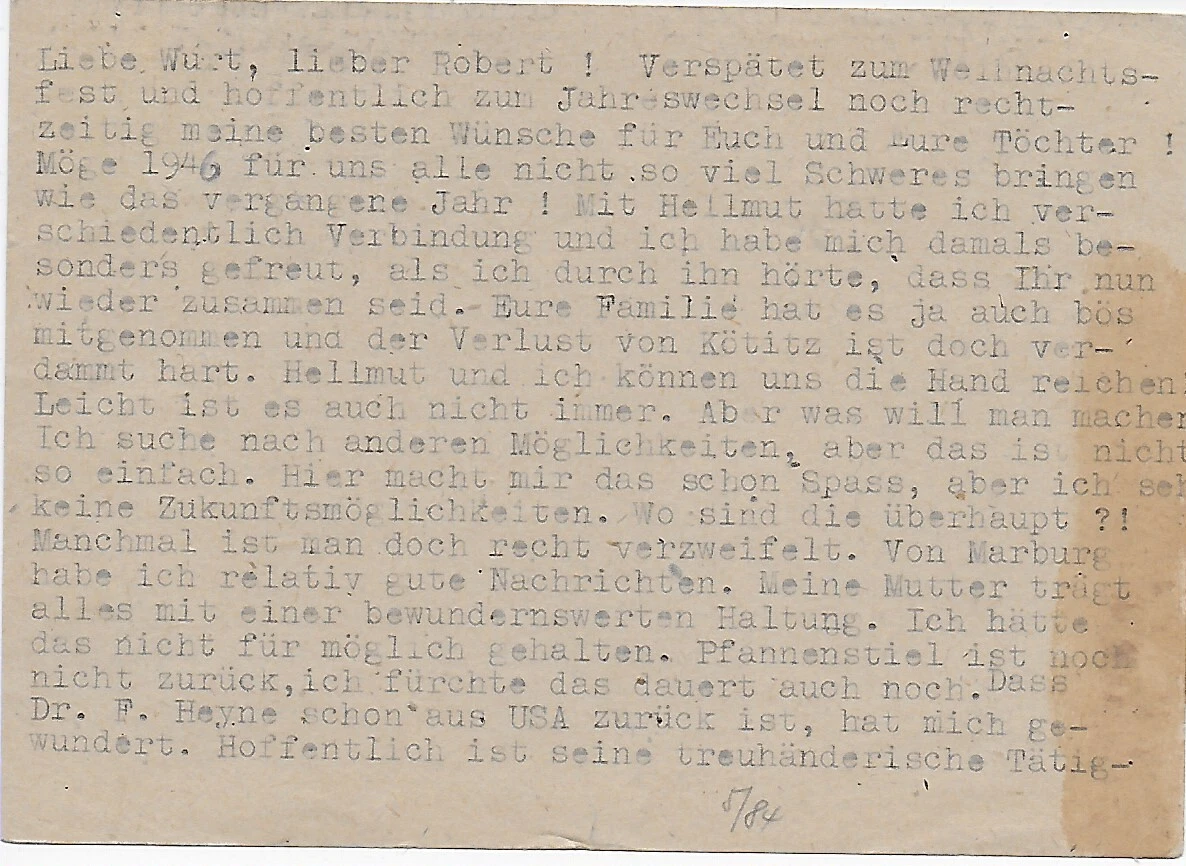 Liebe Wurt, lieber Robert ! Verspätet zum Weihnachts-
fest und hoffentlich zum Jahreswechsel noch recht-
zeitig meine besten Wünsche für Euch und Eure Töchter !
Möge 1946 für uns alle nicht so viel Schweres bringen
wie das vergangene Jahr ! Mit Hellmut hatte ich ver-
schiedentlich Verbindung und ich habe mich damals be-
sonders gefreut, als ich durch ihn hörte, dass Ihr nun
wieder zusammen seid. Eure Familie hat es ja auch bös
mitgenommen und der Verlust von Kötitz ist doch ver-
dammt hart. Hellmut und ich können uns die Hand reichen!
Leicht ist es auch nicht immer. Aber was will man machen
Ich suche nach anderen Möglichkeiten, aber das ist nicht
so einfach. Hier macht mir das schon Spass, aber ich seh
keine Zukunftsmöglichkeiten. Wo sind die überhaupt ?!
Manchmal ist man doch recht verzweifelt. Von Marburg
habe ich relativ gute Nachrichten. Meine Mutter trägt
alles mit einer bewundernswerten Haltung. Ich hätte
das nicht für möglich gehalten. Pfannenstiel ist noch
nicht zurück, ich fürchte das dauert auch noch. Dass
Dr. F. Heyne schon aus USA zurück ist, hat mich ge-
wundert. Hoffentlich ist seine treuhänderische Tätig-
5/84